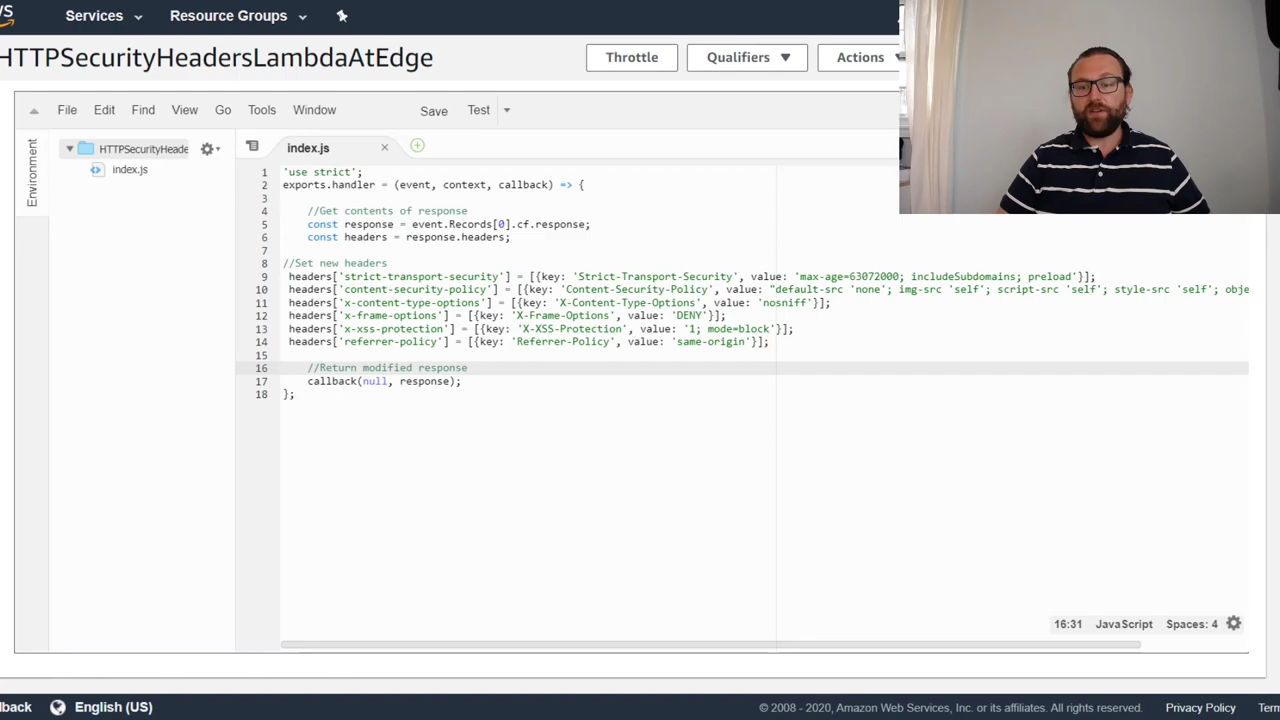 Services
Resource Groups
HTTPSecurityHeadersLambdaAtEdge
Throttle
Qualifiers
Actions
File Edit Find View Go Tools Window Save Test
Environment
HTTPSecurityHeade
index.js
index.js
1 'use strict';
2 exports.handler = (event, context, callback) => {
3
4 //Get contents of response
5 const response = event.Records[0].cf.response;
6 const headers = response.headers;
7
8 //Set new headers
9 headers['strict-transport-security'] = [{key: 'Strict-Transport-Security', value: 'max-age=63072000; includeSubdomains; preload'}];
10 headers['content-security-policy'] = [{key: 'Content-Security-Policy', value: "default-src 'none'; img-src 'self'; script-src 'self'; style-src 'self'; obje
11 headers['x-content-type-options'] = [{key: 'X-Content-Type-Options', value: 'nosniff'}];
12 headers['x-frame-options'] = [{key: 'X-Frame-Options', value: 'DENY'}];
13 headers['x-xss-protection'] = [{key: 'X-XSS-Protection', value: '1; mode=block'}];
14 headers['referrer-policy'] = [{key: 'Referrer-Policy', value: 'same-origin'}];
15
16 //Return modified response
17 callback(null, response);
18 };
16:31 JavaScript Spaces: 4
lback
English (US)
© 2008 - 2020, Amazon Web Services, Inc. or its affiliates. All rights reserved.
Privacy Policy
Tern